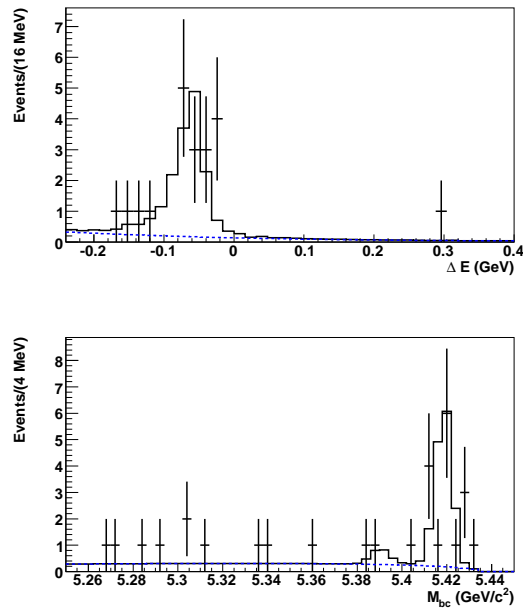 Events/(16 MeV)
7
6
5
4
3
2
1
0
-0.2 -0.1 0 0.1 0.2 0.3 0.4
Δ E (GeV)
Events/(4 MeV)
8
7
6
5
4
3
2
1
0
5.26 5.28 5.3 5.32 5.34 5.36 5.38 5.4 5.42 5.44
M_bc (GeV/c²)